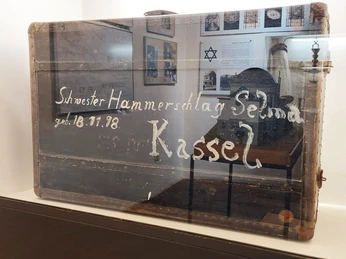 Schwester Hammerschlag Selma
geb. 18.11.98
Kassel